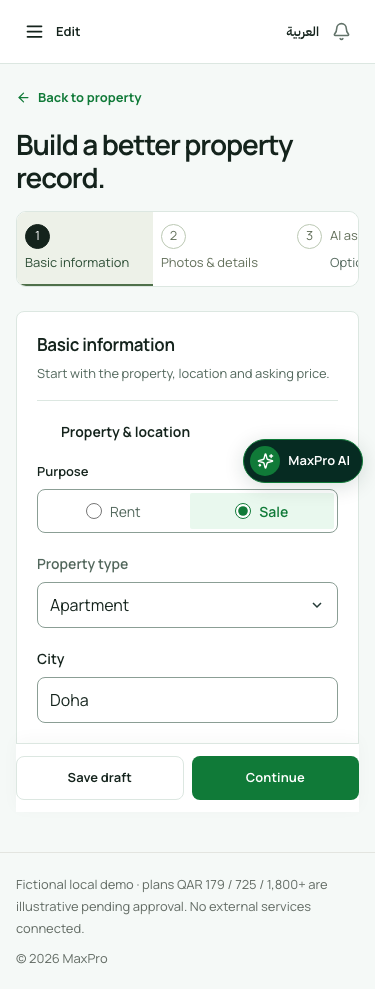 Edit
العربية
Back to property
Build a better property
record.
1
Basic information
2
Photos & details
3
AI as
Optic
Basic information
Start with the property, location and asking price.
Property & location
MaxPro AI
Purpose
Rent
Sale
Property type
Apartment
City
Doha
Save draft
Continue
Fictional local demo · plans QAR 179 / 725 / 1,800+ are
illustrative pending approval. No external services
connected.
© 2026 MaxPro